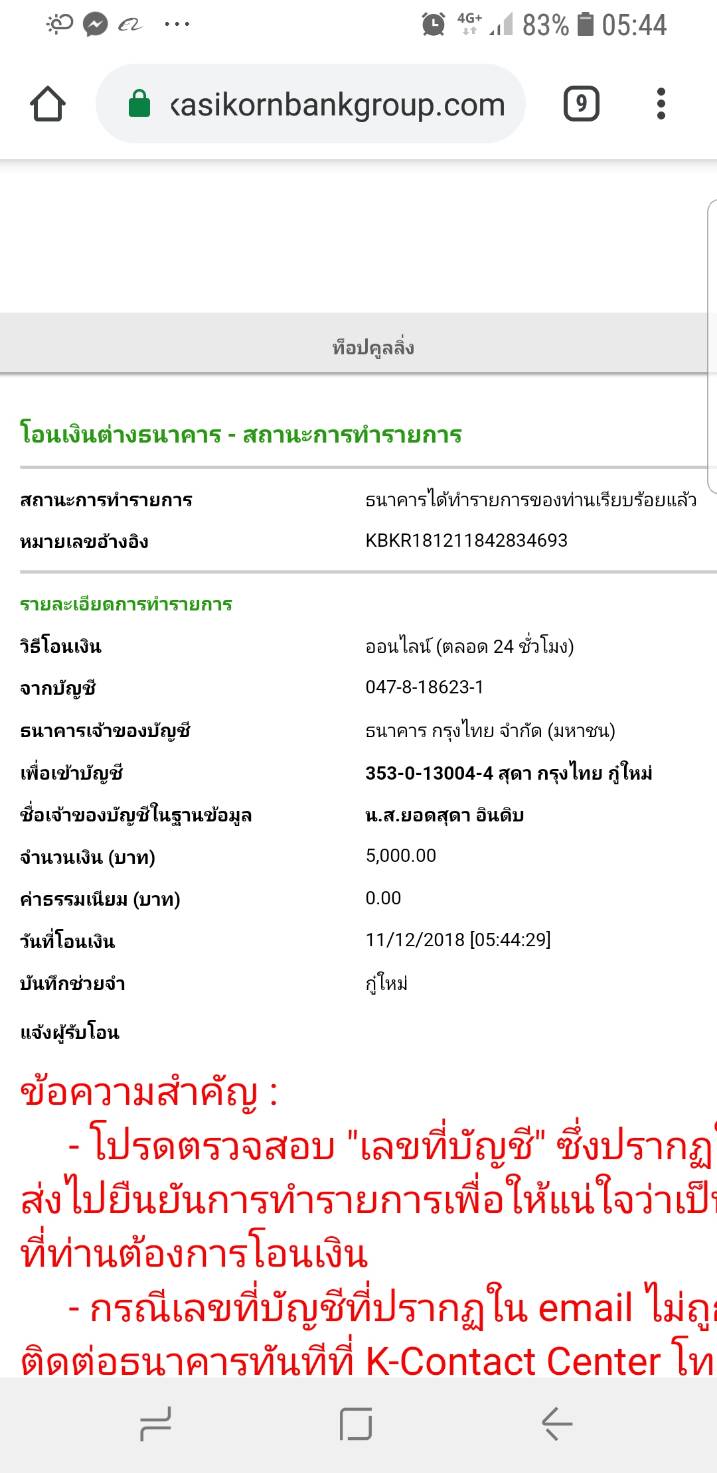 4G+ 83% 05:44
kasikornbankgroup.com 9
ท็อปคูลลิ่ง
โอนเงินต่างธนาคาร - สถานะการทำรายการ
สถานะการทำรายการ ธนาคารได้ทำรายการของท่านเรียบร้อยแล้ว
หมายเลขอ้างอิง KBKR181211842834693
รายละเอียดการทำรายการ
วิธีโอนเงิน ออนไลน์ (ตลอด 24 ชั่วโมง)
จากบัญชี 047-8-18623-1
ธนาคารเจ้าของบัญชี ธนาคาร กรุงไทย จำกัด (มหาชน)
เพื่อเข้าบัญชี 353-0-13004-4 สุดา กรุงไทย กู๋ใหม่
ชื่อเจ้าของบัญชีในฐานข้อมูล น.ส.ยอดสุดา อินดิบ
จำนวนเงิน (บาท) 5,000.00
ค่าธรรมเนียม (บาท) 0.00
วันที่โอนเงิน 11/12/2018 [05:44:29]
บันทึกช่วยจำ กู๋ใหม่
แจ้งผู้รับโอน
ข้อความสำคัญ :
- โปรดตรวจสอบ "เลขที่บัญชี" ซึ่งปรากฏ
ส่งไปยืนยันการทำรายการเพื่อให้แน่ใจว่าเป็
ที่ท่านต้องการโอนเงิน
- กรณีเลขที่บัญชีที่ปรากฏใน email ไม่ถู
ติดต่อธนาคารทันทีที่ K-Contact Center โท